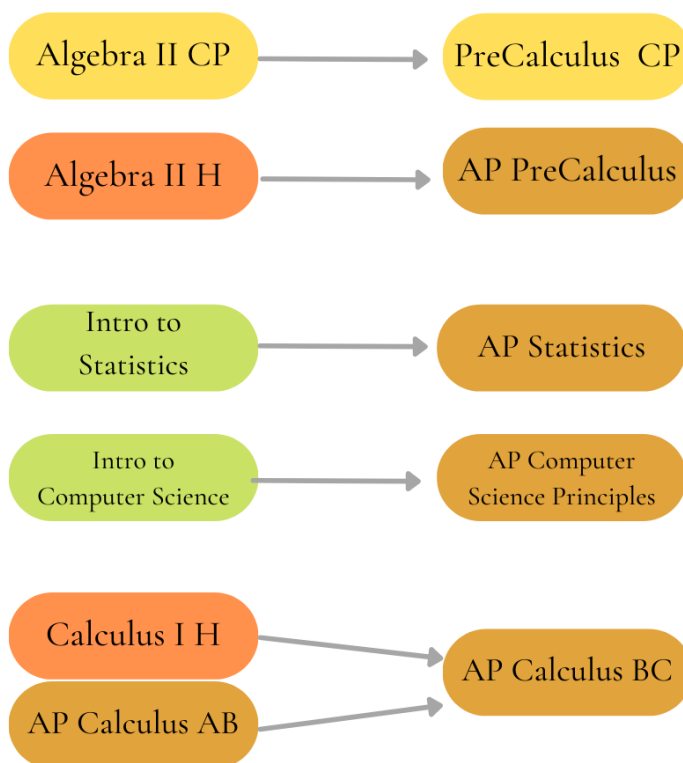 Algebra II CP
PreCalculus CP
Algebra II H
AP PreCalculus
Intro to
Statistics
AP Statistics
Intro to
Computer Science
AP Computer
Science Principles
Calculus I H
AP Calculus AB
AP Calculus BC